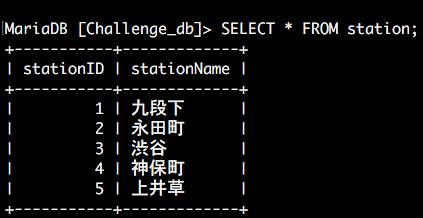 MariaDB [Challenge_db]> SELECT * FROM station;
+-----------+-------------+
| stationID | stationName |
+-----------+-------------+
|         1 | 九段下      |
|         2 | 永田町      |
|         3 | 渋谷        |
|         4 | 神保町      |
|         5 | 上井草      |
+-----------+-------------+